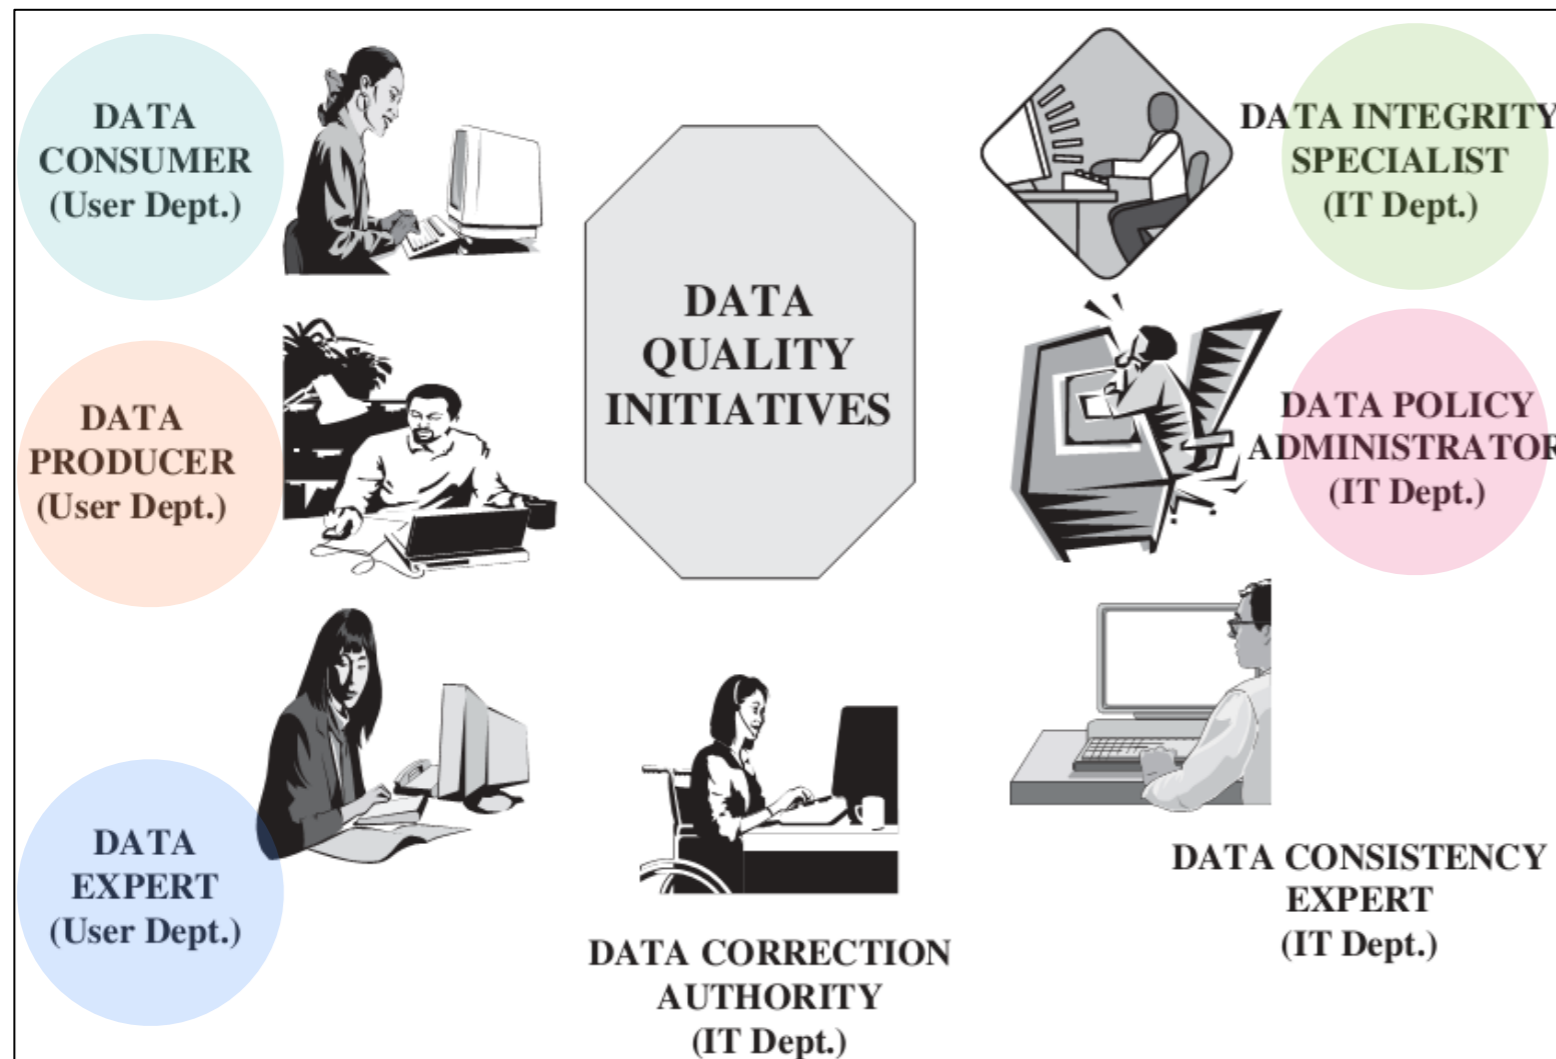 DATA
CONSUMER
(User Dept.)
DATA
PRODUCER
(User Dept.)
DATA
EXPERT
(User Dept.)
DATA
QUALITY
INITIATIVES
DATA CORRECTION
AUTHORITY
(IT Dept.)
DATA INTEGRITY
SPECIALIST
(IT Dept.)
DATA POLICY
ADMINISTRATOR
(IT Dept.)
DATA CONSISTENCY
EXPERT
(IT Dept.)